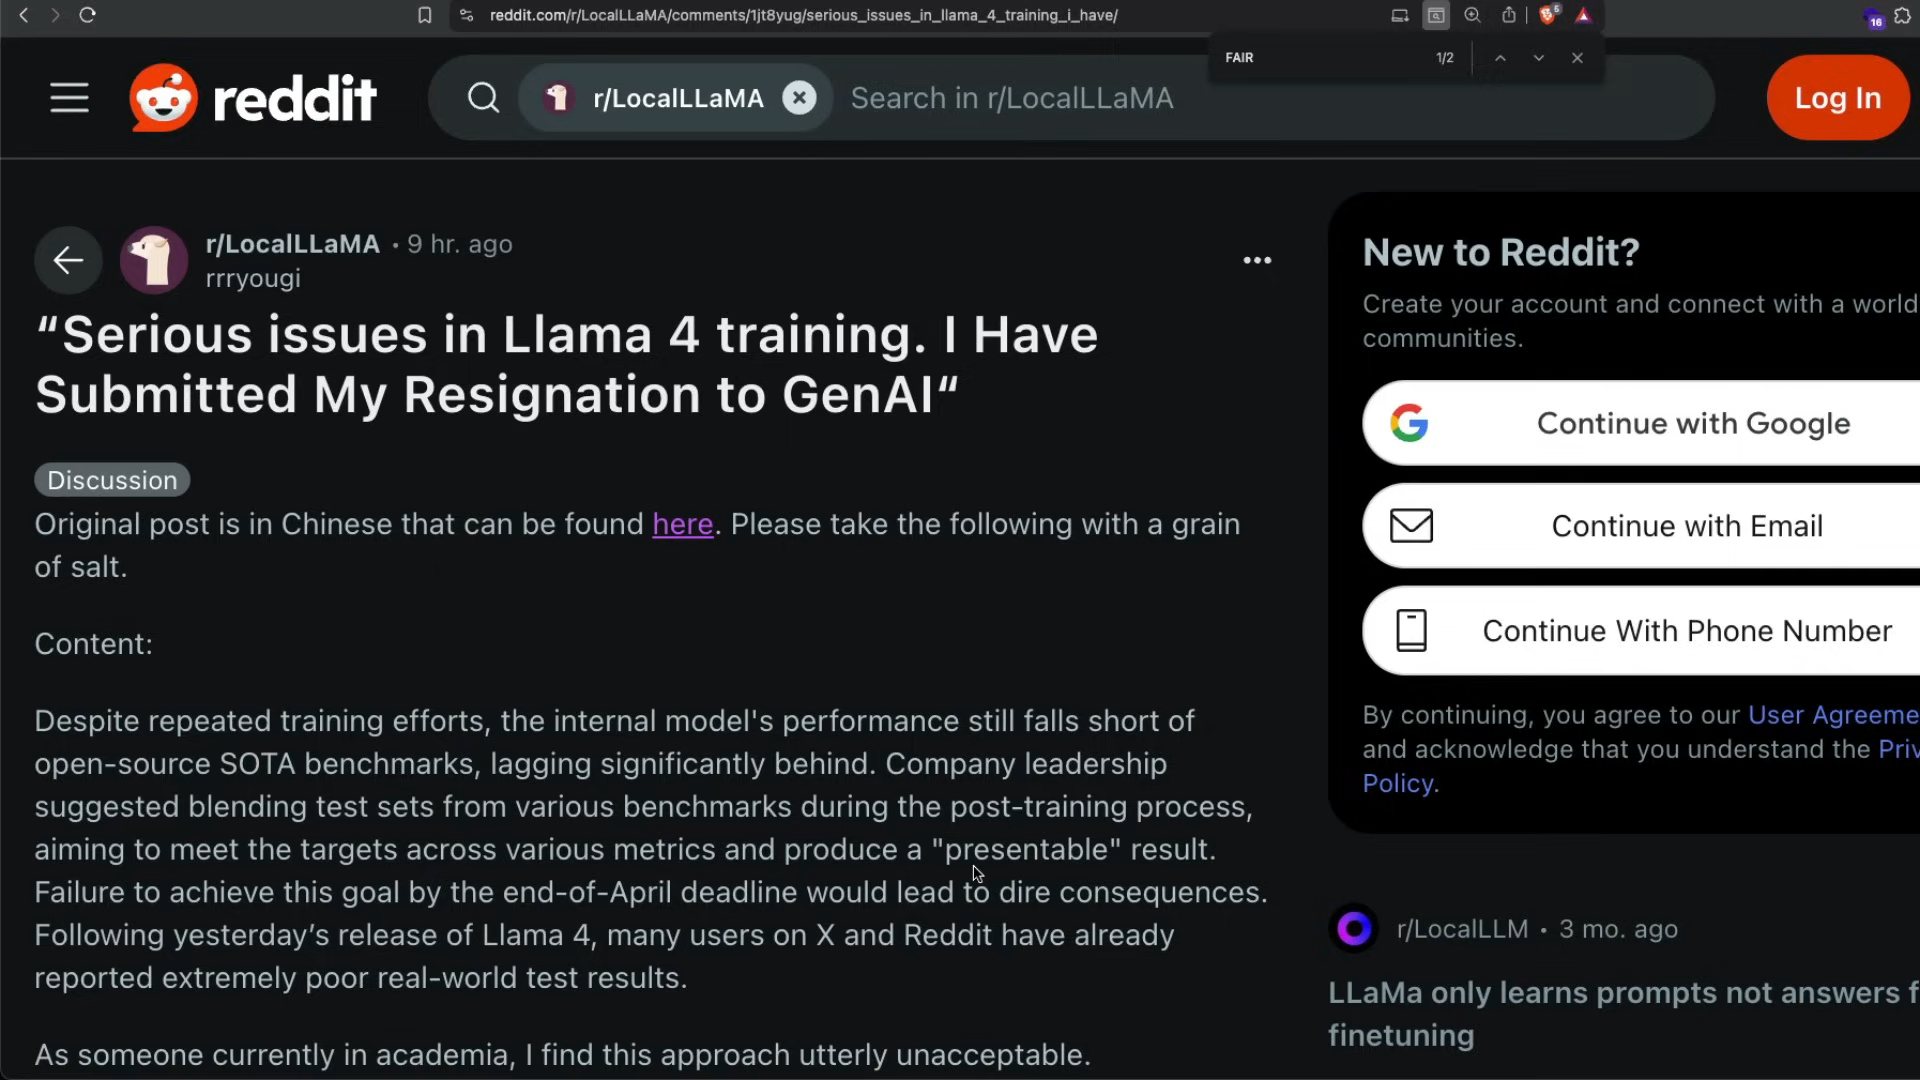 reddit.com/r/LocalLLaMA/comments/1jt8yug/serious_issues_in_llama_4_training_i_have/
5
16
FAIR
1/2
reddit
r/LocalLLaMA
Search in r/LocalLLaMA
Log In
r/LocalLLaMA • 9 hr. ago
rrryougi
“Serious issues in Llama 4 training. I Have
Submitted My Resignation to GenAI“
Discussion
Original post is in Chinese that can be found here. Please take the following with a grain
of salt.
Content:
Despite repeated training efforts, the internal model's performance still falls short of
open-source SOTA benchmarks, lagging significantly behind. Company leadership
suggested blending test sets from various benchmarks during the post-training process,
aiming to meet the targets across various metrics and produce a "presentable" result.
Failure to achieve this goal by the end-of-April deadline would lead to dire consequences.
Following yesterday’s release of Llama 4, many users on X and Reddit have already
reported extremely poor real-world test results.
As someone currently in academia, I find this approach utterly unacceptable.
New to Reddit?
Create your account and connect with a world
communities.
Continue with Google
Continue with Email
Continue With Phone Number
By continuing, you agree to our User Agreeme
and acknowledge that you understand the Priv
Policy.
r/LocalLLM • 3 mo. ago
LLaMa only learns prompts not answers f
finetuning